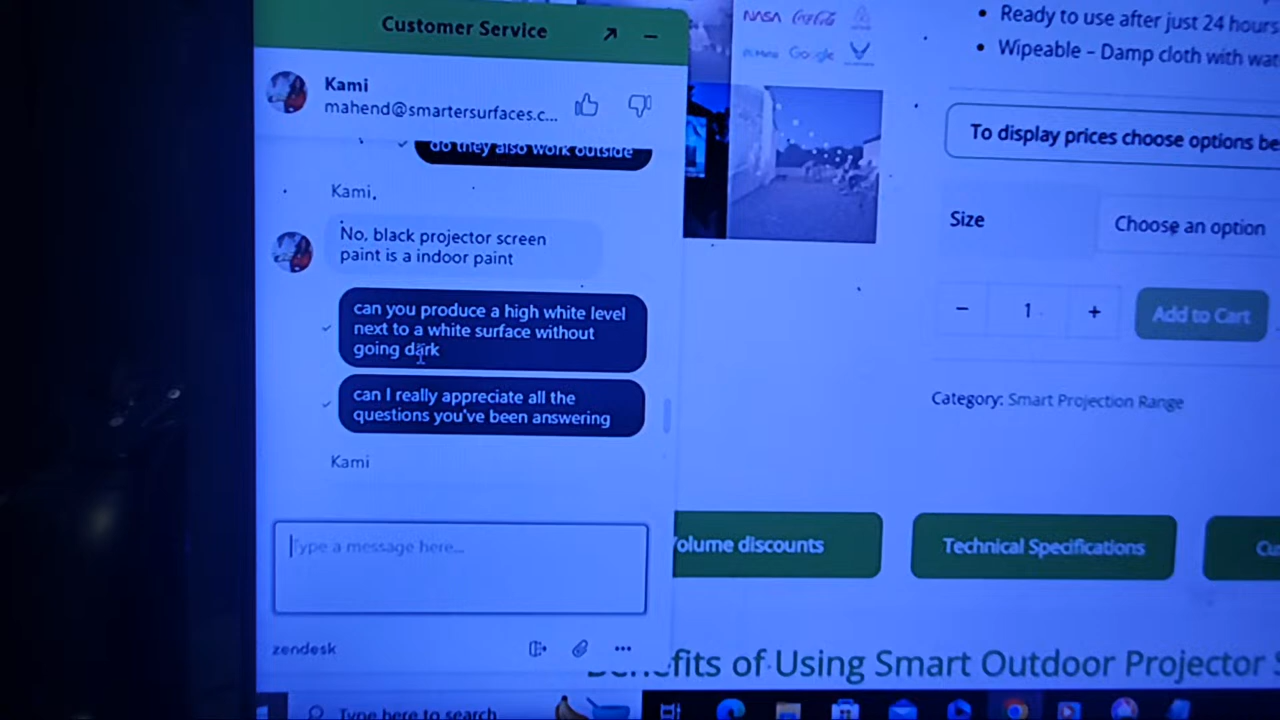 Customer Service
Kami
mahend@smartersurfaces.c...
do they also work outside
Kami,
No, black projector screen
paint is a indoor paint
can you produce a high white level
next to a white surface without
going dark
can I really appreciate all the
questions you've been answering
Kami
Type a message here...
zendesk
Type here to search
NASA Coca-Cola
Google
Ready to use after just 24 hours
Wipeable – Damp cloth with wat
To display prices choose options be
Size
Choose an option
− 1 +
Add to Cart
Category: Smart Projection Range
olume discounts
Technical Specifications
Benefits of Using Smart Outdoor Projector S